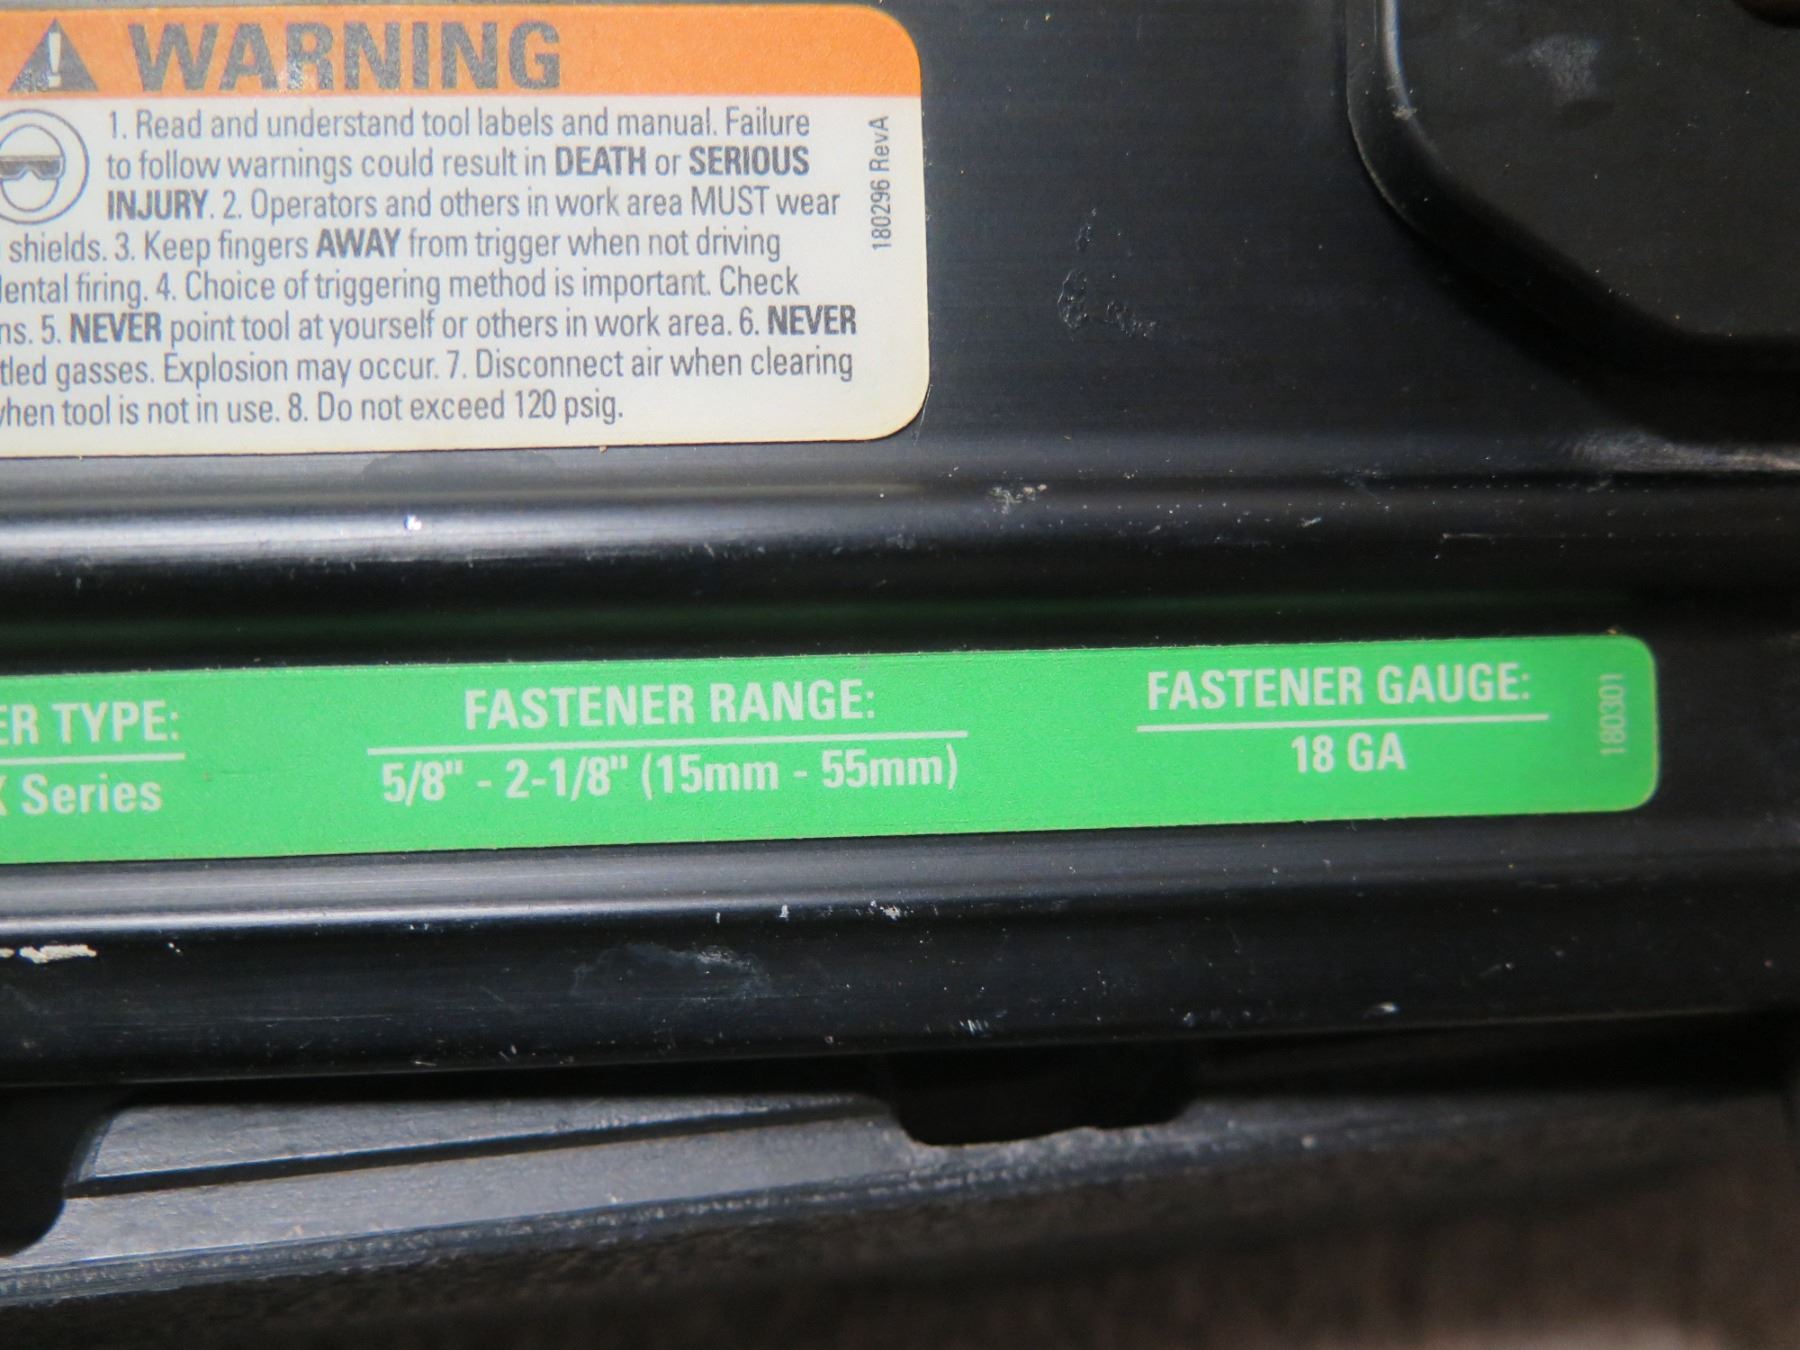 WARNING
1. Read and understand tool labels and manual. Failure
to follow warnings could result in DEATH or SERIOUS
INJURY. 2. Operators and others in work area MUST wear
shields. 3. Keep fingers AWAY from trigger when not driving
firing. 4. Choice of triggering method is important. Check
5. NEVER point tool at yourself or others in work area. 6. NEVER
gasses. Explosion may occur. 7. Disconnect air when clearing
when tool is not in use. 8. Do not exceed 120 psig.
180296 RevA
ER TYPE:
Series
FASTENER RANGE:
5/8" - 2-1/8" (15mm - 55mm)
FASTENER GAUGE:
18 GA
180301